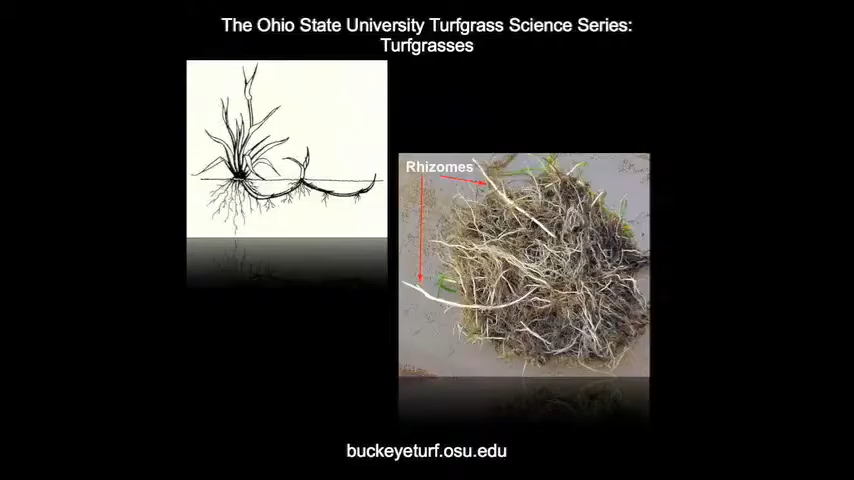 The Ohio State University Turfgrass Science Series:
Turfgrasses
Rhizomes
buckeyeturf.osu.edu